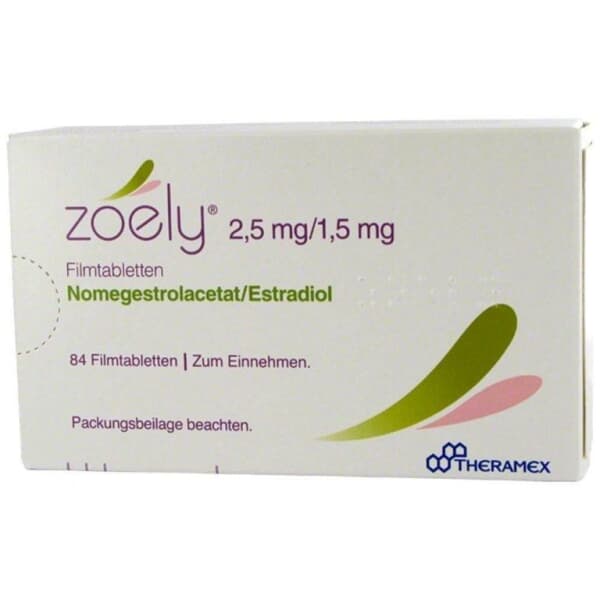 zoely® 2,5 mg/1,5 mg
Filmtabletten
Nomegestrolacetat/Estradiol
84 Filmtabletten | Zum Einnehmen.
Packungsbeilage beachten.
THERAMEX